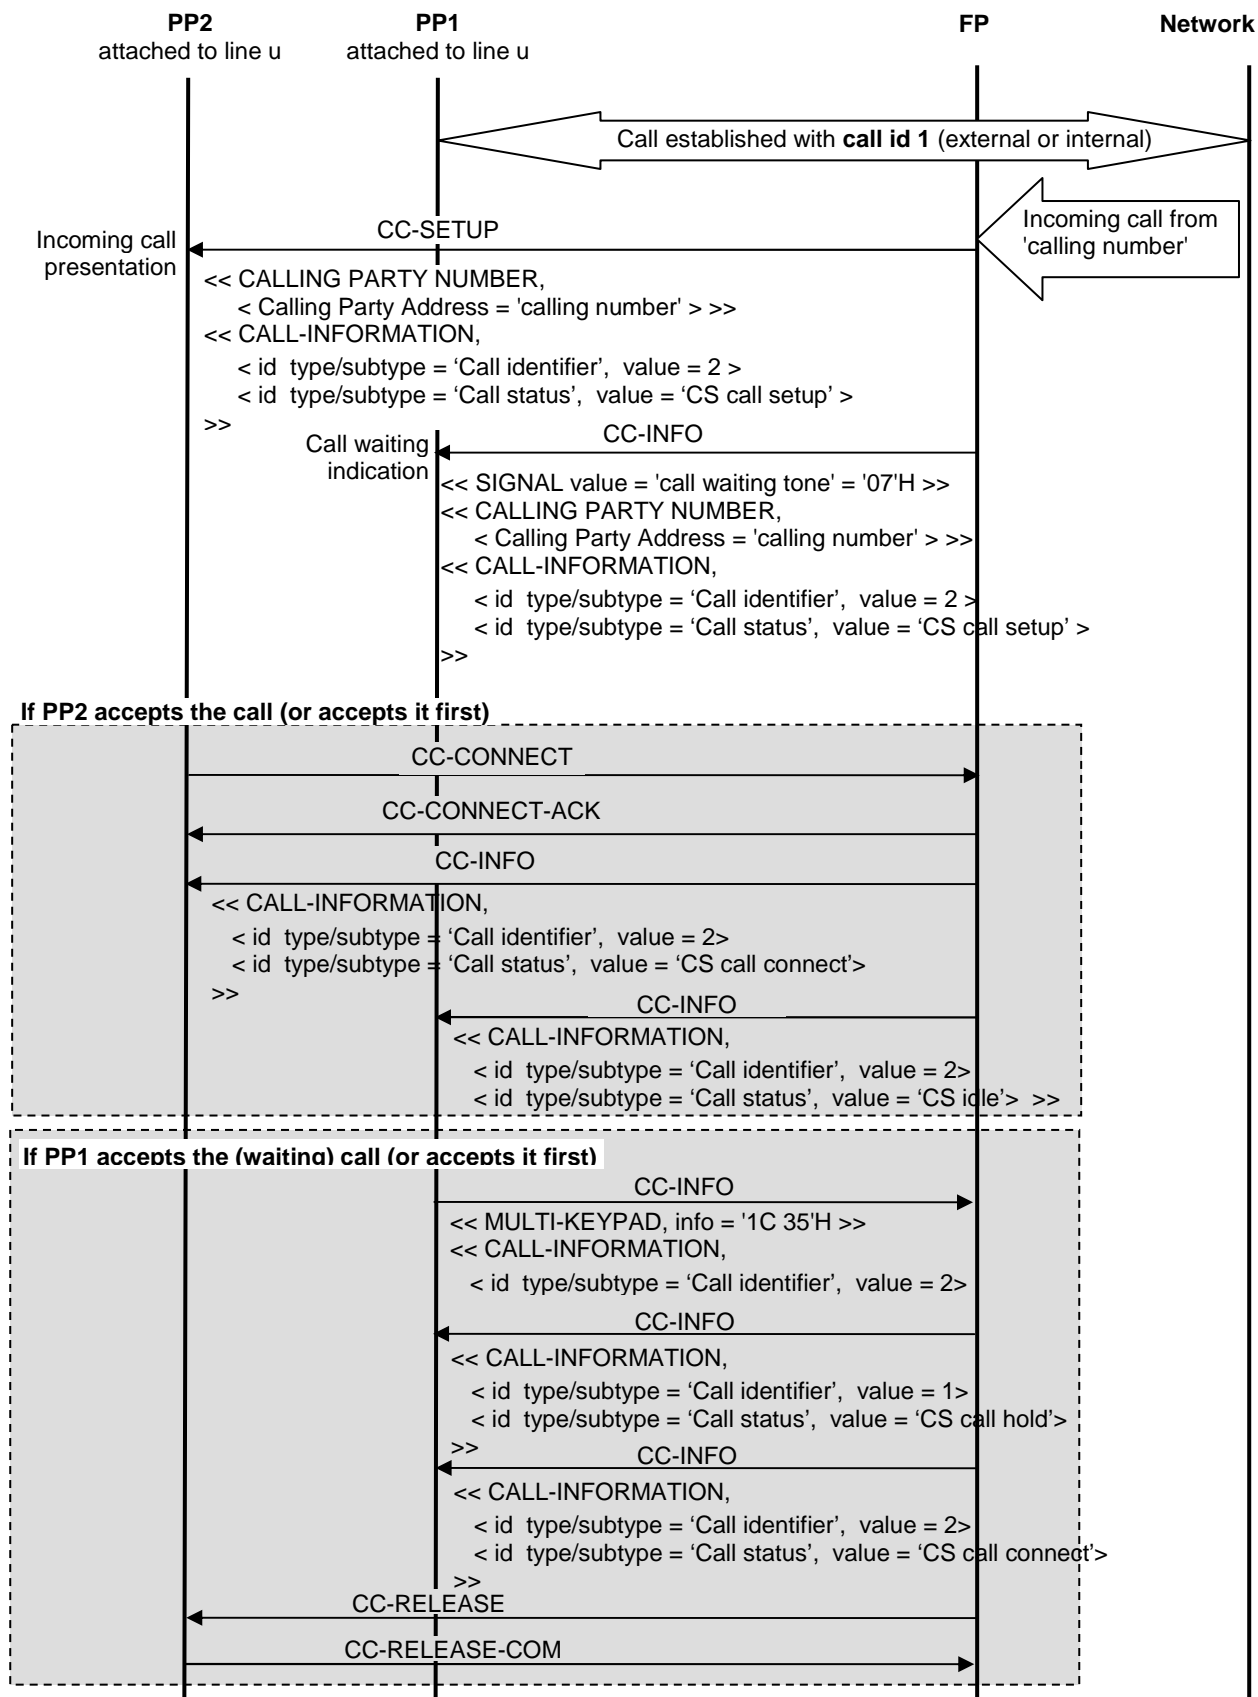 PP2
attached to line u
PP1
attached to line u
FP
Network
Call established with call id 1 (external or internal)
Incoming call from
'calling number'
CC-SETUP
Incoming call
presentation
<< CALLING PARTY NUMBER,
< Calling Party Address = 'calling number' > >>
<< CALL-INFORMATION,
< id type/subtype = ‘Call identifier’, value = 2 >
< id type/subtype = ‘Call status’, value = ‘CS call setup’ >
>>
CC-INFO
Call waiting
indication
<< SIGNAL value = 'call waiting tone' = '07'H >>
<< CALLING PARTY NUMBER,
< Calling Party Address = 'calling number' > >>
<< CALL-INFORMATION,
< id type/subtype = ‘Call identifier’, value = 2 >
< id type/subtype = ‘Call status’, value = ‘CS call setup’ >
>>
If PP2 accepts the call (or accepts it first)
CC-CONNECT
CC-CONNECT-ACK
CC-INFO
<< CALL-INFORMATION,
< id type/subtype = ‘Call identifier’, value = 2>
< id type/subtype = ‘Call status’, value = ‘CS call connect’>
>>
CC-INFO
<< CALL-INFORMATION,
< id type/subtype = ‘Call identifier’, value = 2>
< id type/subtype = ‘Call status’, value = ‘CS idle’> >>
If PP1 accepts the (waiting) call (or accepts it first)
CC-INFO
<< MULTI-KEYPAD, info = '1C 35'H >>
<< CALL-INFORMATION,
< id type/subtype = ‘Call identifier’, value = 2>
CC-INFO
<< CALL-INFORMATION,
< id type/subtype = ‘Call identifier’, value = 1>
< id type/subtype = ‘Call status’, value = ‘CS call hold’>
>>
CC-INFO
<< CALL-INFORMATION,
< id type/subtype = ‘Call identifier’, value = 2>
< id type/subtype = ‘Call status’, value = ‘CS call connect’>
>>
CC-RELEASE
CC-RELEASE-COM